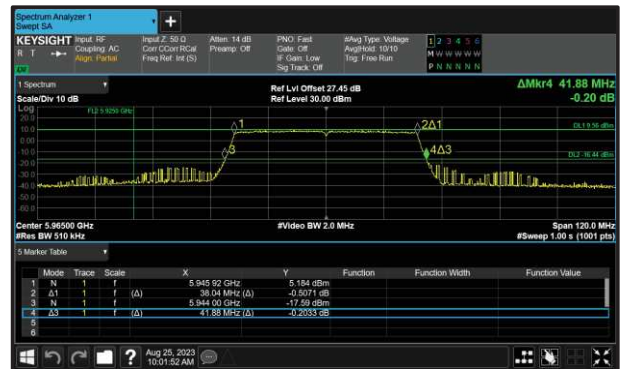 Spectrum Analyzer 1
Swept SA
KEYSIGHT Input: RF Input Z: 50 Ω Atten: 14 dB PNO: Fast #Avg Type: Voltage 1 2 3 4 5 6
R T Coupling: AC Corr CCorr RCal Preamp: Off Gate: Off Avg|Hold: 10/10 M W W W W W
Align: Partial Freq Ref: Int (S) IF Gain: Low Trig: Free Run
Sig Track: Off P N N N N N
1 Spectrum Ref Lvl Offset 27.45 dB ΔMkr4 41.88 MHz
Scale/Div 10 dB Ref Level 30.00 dBm -0.20 dB
Log
20.0 FL2 5.9250 GHz
10.0 1 2Δ1 DL1 9.56 dBm
0.00
-10.0 3 4Δ3 DL2 -16.44 dBm
-20.0
-30.0
-40.0
-50.0
-60.0
Center 5.96500 GHz #Video BW 2.0 MHz Span 120.0 MHz
#Res BW 510 kHz #Sweep 1.00 s (1001 pts)
5 Marker Table
Mode Trace Scale X Y Function Function Width Function Value
1 N 1 f 5.945 92 GHz 5.184 dBm
2 Δ1 1 f (Δ) 38.04 MHz (Δ) -0.5071 dB
3 N 1 f 5.944 00 GHz -17.59 dBm
4 Δ3 1 f (Δ) 41.88 MHz (Δ) -0.2033 dB
5
6
? Aug 25, 2023
10:01:52 AM